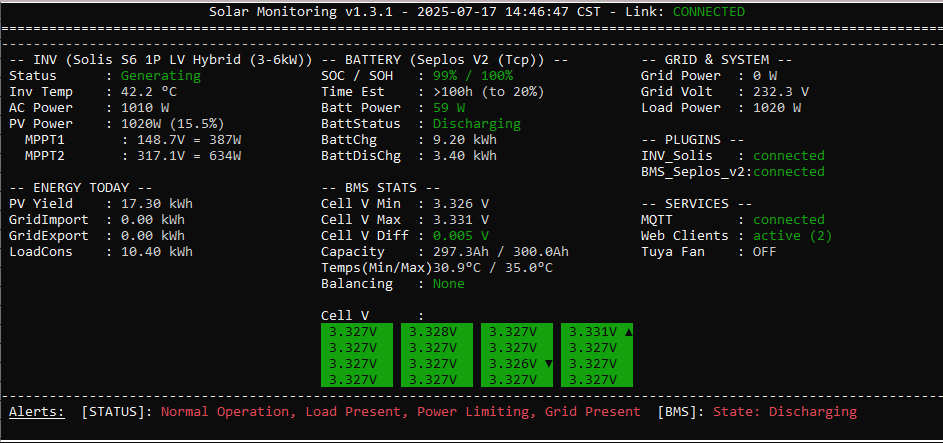 Solar Monitoring v1.3.1 - 2025-07-17 14:46:47 CST - Link: CONNECTED
-- INV (Solis S6 1P LV Hybrid (3-6kW)) -- BATTERY (Seplos V2 (Tcp)) -- -- GRID & SYSTEM --
Status : Generating SOC / SOH : 99% / 100% Grid Power : 0 W
Inv Temp : 42.2 °C Time Est : >100h (to 20%) Grid Volt : 232.3 V
AC Power : 1010 W Batt Power : 59 W Load Power : 1020 W
PV Power : 1020W (15.5%) BattStatus : Discharging
MPPT1 : 148.7V = 387W BattChg : 9.20 kWh -- PLUGINS --
MPPT2 : 317.1V = 634W BattDisChg : 3.40 kWh INV_Solis : connected
BMS_Seplos_v2:connected
-- ENERGY TODAY -- -- BMS STATS --
PV Yield : 17.30 kWh Cell V Min : 3.326 V -- SERVICES --
GridImport : 0.00 kWh Cell V Max : 3.331 V MQTT : connected
GridExport : 0.00 kWh Cell V Diff : 0.005 V Web Clients : active (2)
LoadCons : 10.40 kWh Capacity : 297.3Ah / 300.0Ah Tuya Fan : OFF
Temps(Min/Max)30.9°C / 35.0°C
Balancing : None
Cell V :
3.327V 3.328V 3.327V 3.331V ▲
3.327V 3.327V 3.327V 3.327V
3.327V 3.327V 3.326V ▼ 3.327V
3.327V 3.327V 3.327V 3.327V
Alerts: [STATUS]: Normal Operation, Load Present, Power Limiting, Grid Present [BMS]: State: Discharging